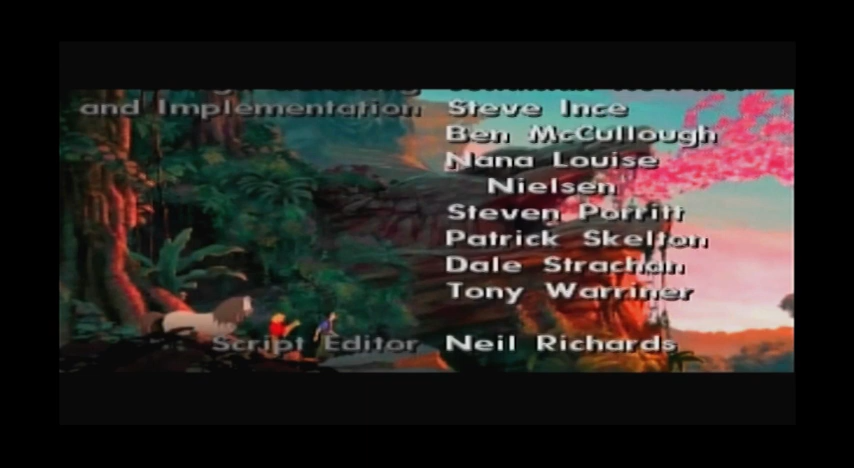 and Implementation Steve Ince
Ben McCullough
Nana Louise
Nielsen
Steven Porritt
Patrick Skelton
Dale Strachan
Tony Warriner
Script Editor Neil Richards